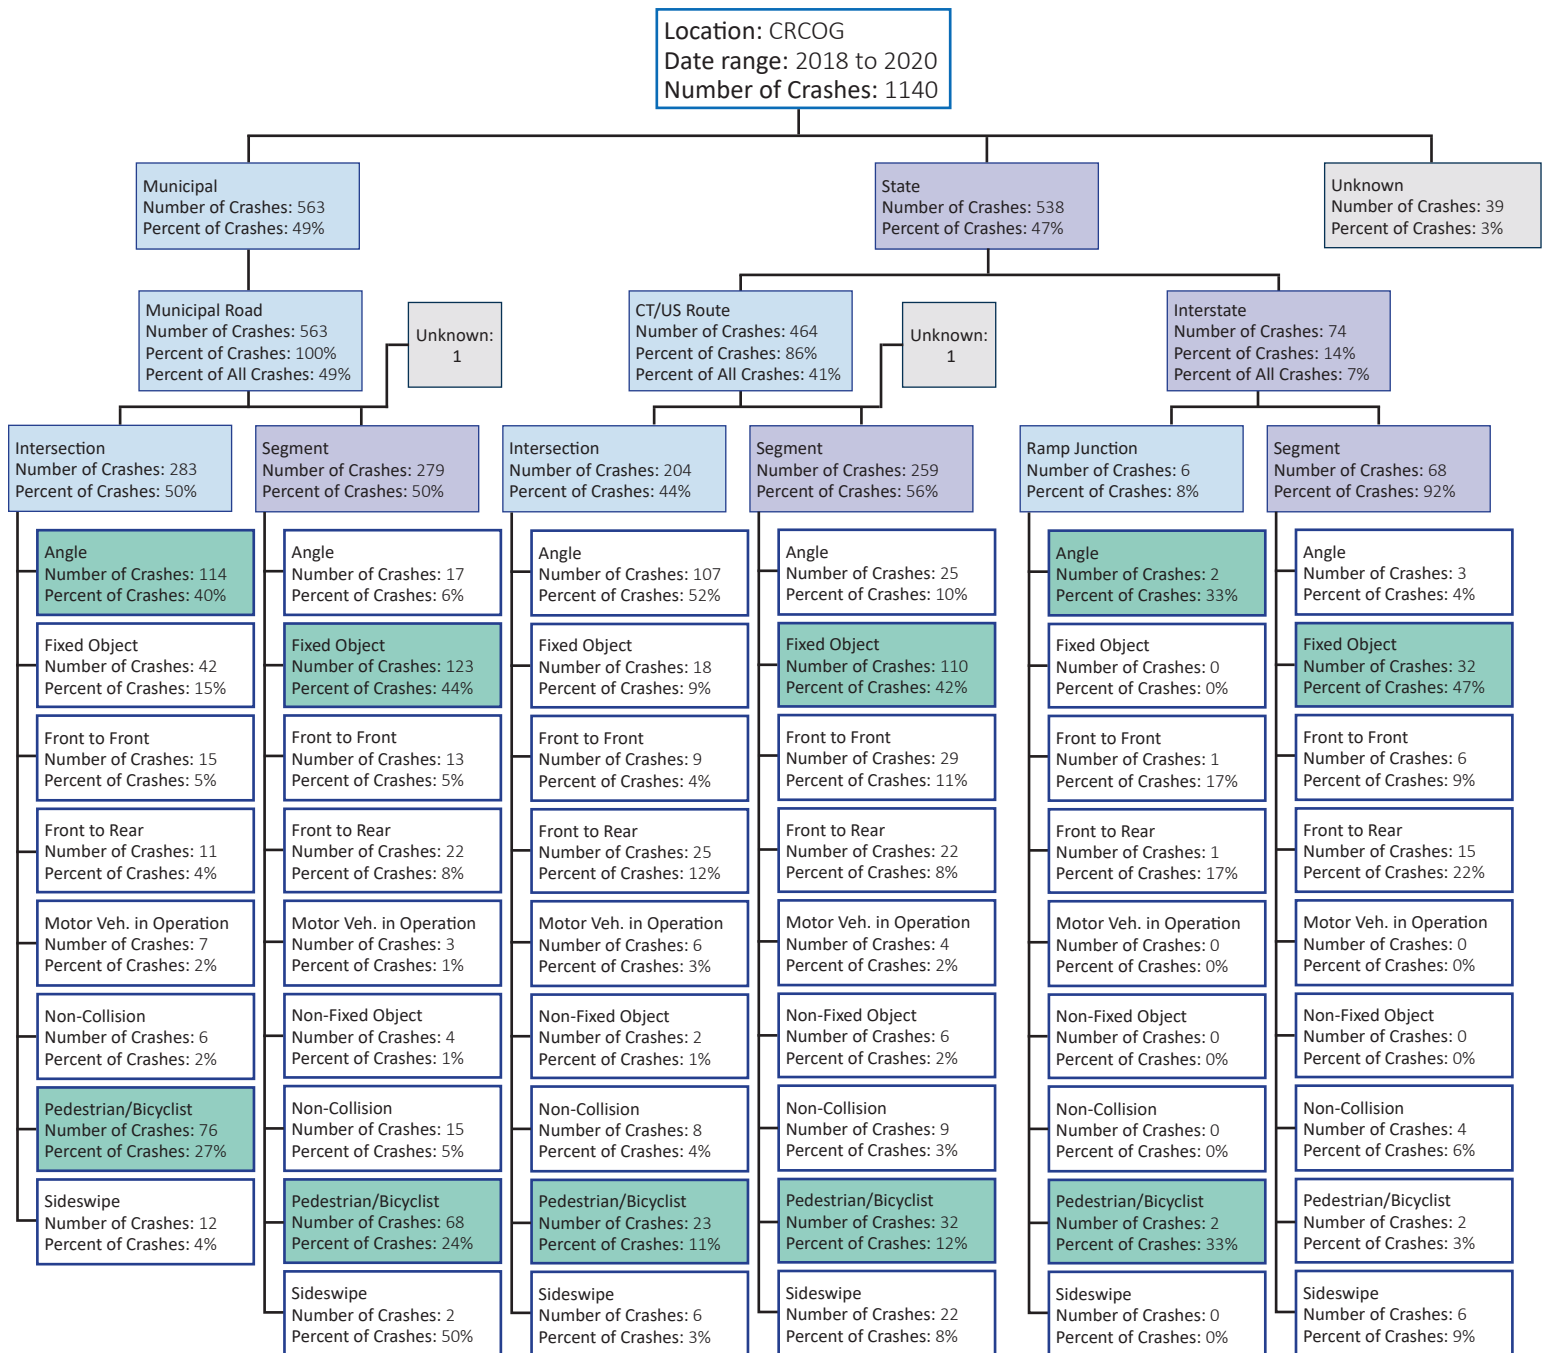 Location: CRCOG
Date range: 2018 to 2020
Number of Crashes: 1140
Municipal
Number of Crashes: 563
Percent of Crashes: 49%
State
Number of Crashes: 538
Percent of Crashes: 47%
Unknown
Number of Crashes: 39
Percent of Crashes: 3%
Municipal Road
Number of Crashes: 563
Percent of Crashes: 100%
Percent of All Crashes: 49%
Unknown:
1
CT/US Route
Number of Crashes: 464
Percent of Crashes: 86%
Percent of All Crashes: 41%
Unknown:
1
Interstate
Number of Crashes: 74
Percent of Crashes: 14%
Percent of All Crashes: 7%
Intersection
Number of Crashes: 283
Percent of Crashes: 50%
Segment
Number of Crashes: 279
Percent of Crashes: 50%
Intersection
Number of Crashes: 204
Percent of Crashes: 44%
Segment
Number of Crashes: 259
Percent of Crashes: 56%
Ramp Junction
Number of Crashes: 6
Percent of Crashes: 8%
Segment
Number of Crashes: 68
Percent of Crashes: 92%
Angle
Number of Crashes: 114
Percent of Crashes: 40%
Fixed Object
Number of Crashes: 42
Percent of Crashes: 15%
Front to Front
Number of Crashes: 15
Percent of Crashes: 5%
Front to Rear
Number of Crashes: 11
Percent of Crashes: 4%
Motor Veh. in Operation
Number of Crashes: 7
Percent of Crashes: 2%
Non-Collision
Number of Crashes: 6
Percent of Crashes: 2%
Pedestrian/Bicyclist
Number of Crashes: 76
Percent of Crashes: 27%
Sideswipe
Number of Crashes: 12
Percent of Crashes: 4%
Angle
Number of Crashes: 17
Percent of Crashes: 6%
Fixed Object
Number of Crashes: 123
Percent of Crashes: 44%
Front to Front
Number of Crashes: 13
Percent of Crashes: 5%
Front to Rear
Number of Crashes: 22
Percent of Crashes: 8%
Motor Veh. in Operation
Number of Crashes: 3
Percent of Crashes: 1%
Non-Fixed Object
Number of Crashes: 4
Percent of Crashes: 1%
Non-Collision
Number of Crashes: 15
Percent of Crashes: 5%
Pedestrian/Bicyclist
Number of Crashes: 68
Percent of Crashes: 24%
Sideswipe
Number of Crashes: 2
Percent of Crashes: 50%
Angle
Number of Crashes: 107
Percent of Crashes: 52%
Fixed Object
Number of Crashes: 18
Percent of Crashes: 9%
Front to Front
Number of Crashes: 9
Percent of Crashes: 4%
Front to Rear
Number of Crashes: 25
Percent of Crashes: 12%
Motor Veh. in Operation
Number of Crashes: 6
Percent of Crashes: 3%
Non-Fixed Object
Number of Crashes: 2
Percent of Crashes: 1%
Non-Collision
Number of Crashes: 8
Percent of Crashes: 4%
Pedestrian/Bicyclist
Number of Crashes: 23
Percent of Crashes: 11%
Sideswipe
Number of Crashes: 6
Percent of Crashes: 3%
Angle
Number of Crashes: 25
Percent of Crashes: 10%
Fixed Object
Number of Crashes: 110
Percent of Crashes: 42%
Front to Front
Number of Crashes: 29
Percent of Crashes: 11%
Front to Rear
Number of Crashes: 22
Percent of Crashes: 8%
Motor Veh. in Operation
Number of Crashes: 4
Percent of Crashes: 2%
Non-Fixed Object
Number of Crashes: 6
Percent of Crashes: 2%
Non-Collision
Number of Crashes: 9
Percent of Crashes: 3%
Pedestrian/Bicyclist
Number of Crashes: 32
Percent of Crashes: 12%
Sideswipe
Number of Crashes: 22
Percent of Crashes: 8%
Angle
Number of Crashes: 2
Percent of Crashes: 33%
Fixed Object
Number of Crashes: 0
Percent of Crashes: 0%
Front to Front
Number of Crashes: 1
Percent of Crashes: 17%
Front to Rear
Number of Crashes: 1
Percent of Crashes: 17%
Motor Veh. in Operation
Number of Crashes: 0
Percent of Crashes: 0%
Non-Fixed Object
Number of Crashes: 0
Percent of Crashes: 0%
Non-Collision
Number of Crashes: 0
Percent of Crashes: 0%
Pedestrian/Bicyclist
Number of Crashes: 2
Percent of Crashes: 33%
Sideswipe
Number of Crashes: 0
Percent of Crashes: 0%
Angle
Number of Crashes: 3
Percent of Crashes: 4%
Fixed Object
Number of Crashes: 32
Percent of Crashes: 47%
Front to Front
Number of Crashes: 6
Percent of Crashes: 9%
Front to Rear
Number of Crashes: 15
Percent of Crashes: 22%
Motor Veh. in Operation
Number of Crashes: 0
Percent of Crashes: 0%
Non-Fixed Object
Number of Crashes: 0
Percent of Crashes: 0%
Non-Collision
Number of Crashes: 4
Percent of Crashes: 6%
Pedestrian/Bicyclist
Number of Crashes: 2
Percent of Crashes: 3%
Sideswipe
Number of Crashes: 6
Percent of Crashes: 9%